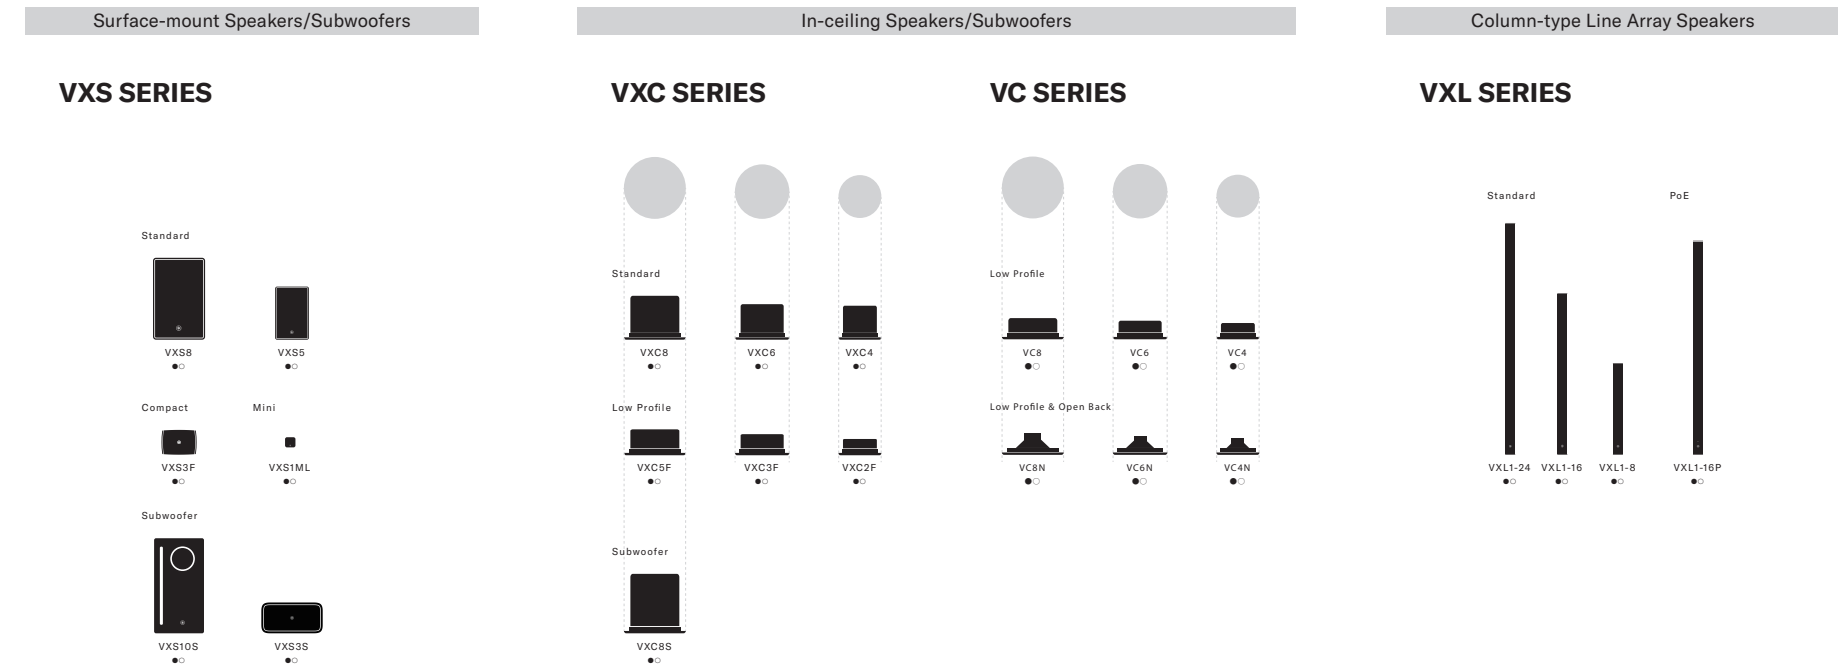 Surface-mount Speakers/Subwoofers
In-ceiling Speakers/Subwoofers
Column-type Line Array Speakers
VXS SERIES
VXC SERIES
VC SERIES
VXL SERIES
Standard
VXS8
VXS5
Compact
Mini
VXS3F
VXS1ML
Subwoofer
VXS10S
VXS3S
Standard
VXC8
VXC6
VXC4
Low Profile
VXC5F
VXC3F
VXC2F
Subwoofer
VXC8S
Low Profile
VC8
VC6
VC4
Low Profile & Open Back
VC8N
VC6N
VC4N
Standard
PoE
VXL1-24
VXL1-16
VXL1-8
VXL1-16P